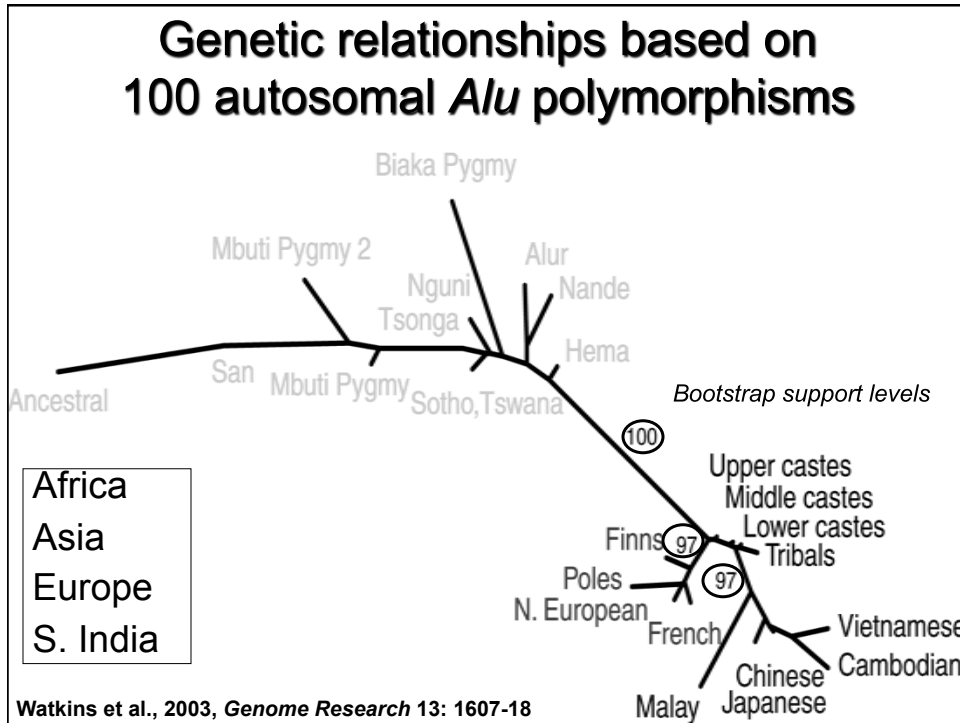 Genetic relationships based on
100 autosomal Alu polymorphisms
Biaka Pygmy
Mbuti Pygmy 2
Alur
Nguni
Nande
Tsonga
Hema
San
Mbuti Pygmy
Sotho,Tswana
Ancestral
Bootstrap support levels
100
Upper castes
Middle castes
Lower castes
Tribals
Finns
97
97
Poles
N. European
French
Vietnamese
Cambodian
Chinese
Japanese
Malay
Africa
Asia
Europe
S. India
Watkins et al., 2003, Genome Research 13: 1607-18